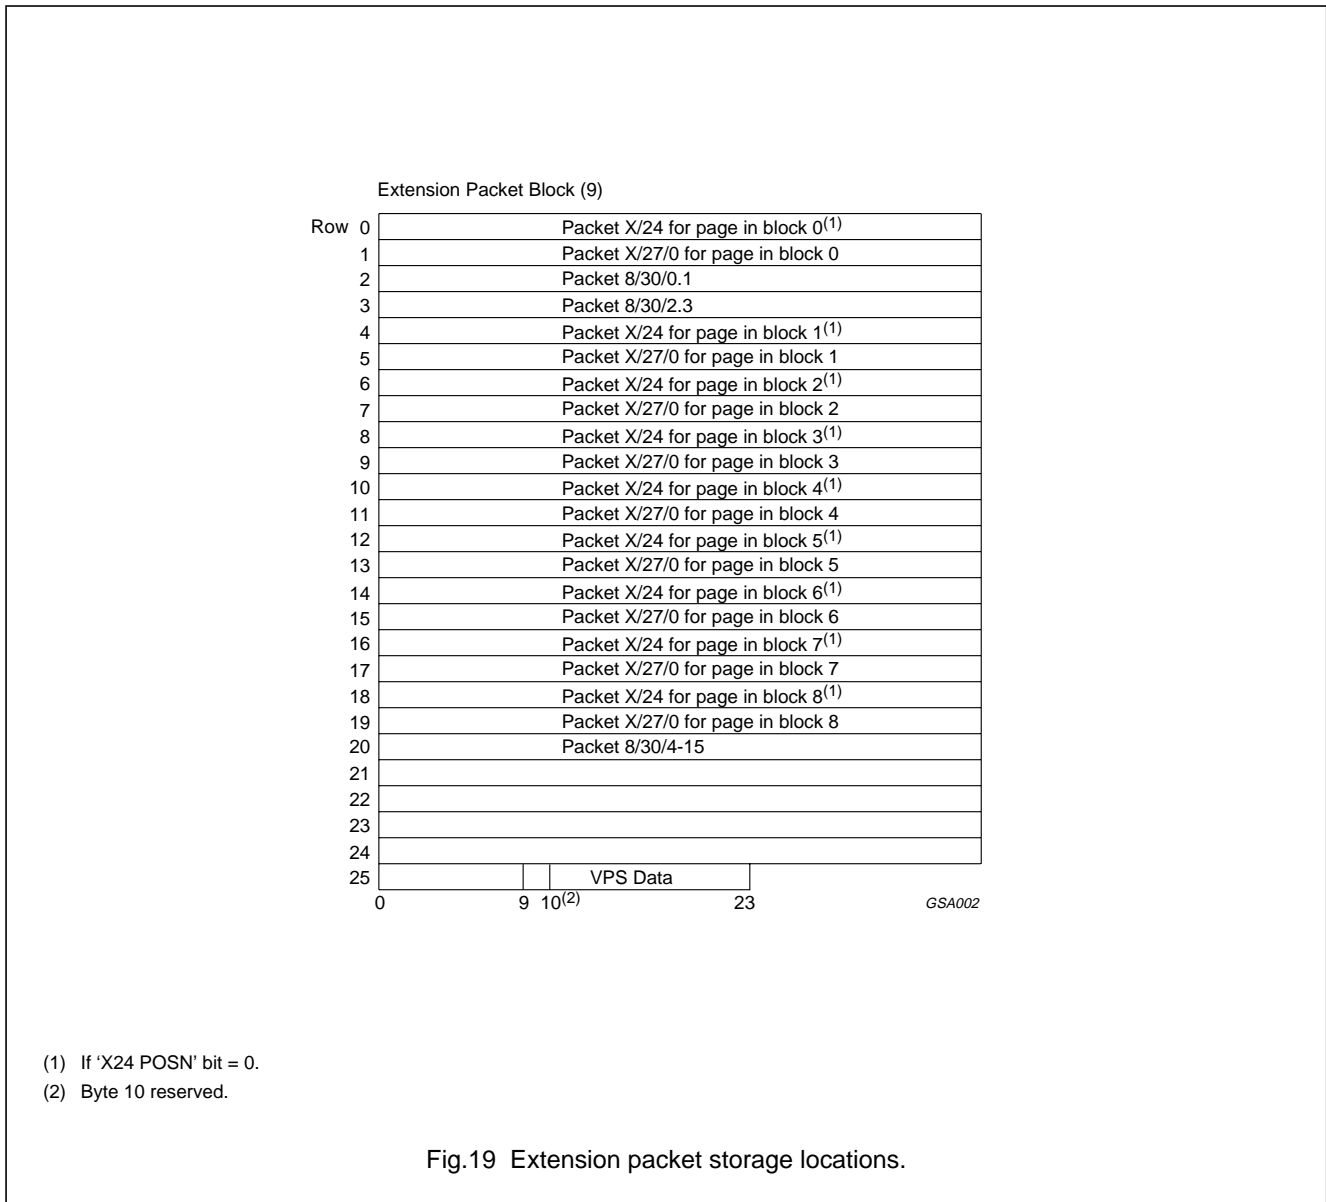 Extension Packet Block (9)
Row 0 Packet X/24 for page in block 0(1)
1 Packet X/27/0 for page in block 0
2 Packet 8/30/0.1
3 Packet 8/30/2.3
4 Packet X/24 for page in block 1(1)
5 Packet X/27/0 for page in block 1
6 Packet X/24 for page in block 2(1)
7 Packet X/27/0 for page in block 2
8 Packet X/24 for page in block 3(1)
9 Packet X/27/0 for page in block 3
10 Packet X/24 for page in block 4(1)
11 Packet X/27/0 for page in block 4
12 Packet X/24 for page in block 5(1)
13 Packet X/27/0 for page in block 5
14 Packet X/24 for page in block 6(1)
15 Packet X/27/0 for page in block 6
16 Packet X/24 for page in block 7(1)
17 Packet X/27/0 for page in block 7
18 Packet X/24 for page in block 8(1)
19 Packet X/27/0 for page in block 8
20 Packet 8/30/4-15
21
22
23
24
25 VPS Data
0 9 10(2) 23 GSA002
(1) If ‘X24 POSN’ bit = 0.
(2) Byte 10 reserved.
Fig.19 Extension packet storage locations.